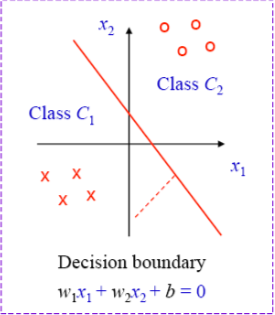 x₂
Class C₂
Class C₁
x₁
x x
x x
Decision boundary
w₁x₁ + w₂x₂ + b = 0